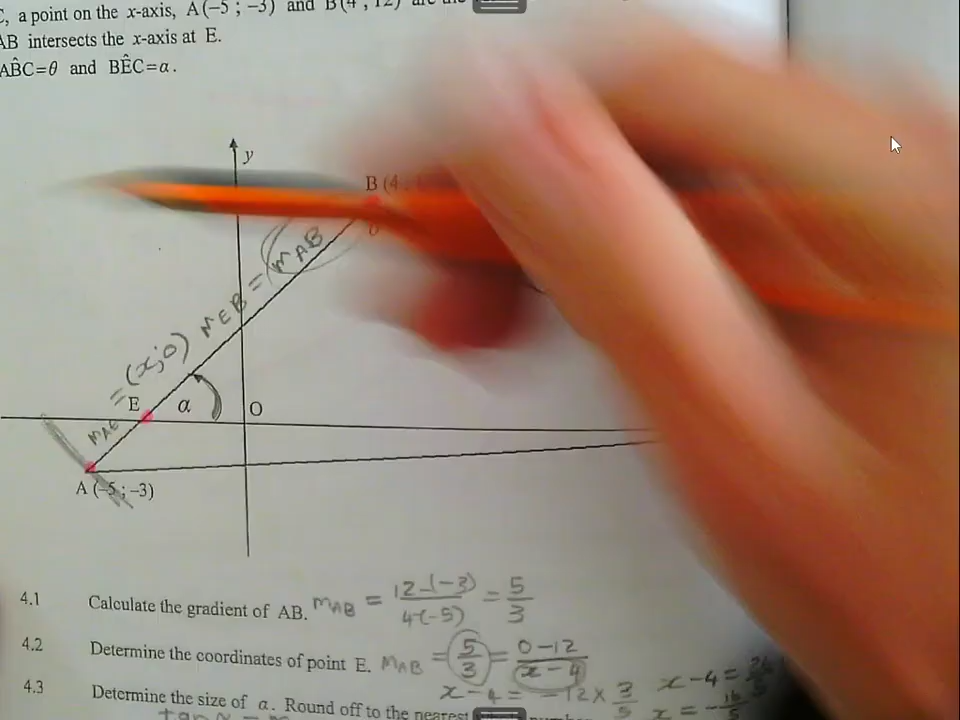 C, a point on the x-axis, A(−5 ; −3) and B(4 ; 12) are the
AB intersects the x-axis at E.
AB̂C=θ and BÊC=α.
y
B (4
θ
m_EB = m_AB
= (x;0)
m_AE
E
α
O
A (−5 ; −3)
4.1 Calculate the gradient of AB. m_AB = 12-(-3) / 4-(-5) = 5/3
4.2 Determine the coordinates of point E. m_AB = 5/3 = 0-12 / x-4
x-4 = -12 × 3/5 x-4 =
4.3 Determine the size of α. Round off to the nearest
x = -16/5